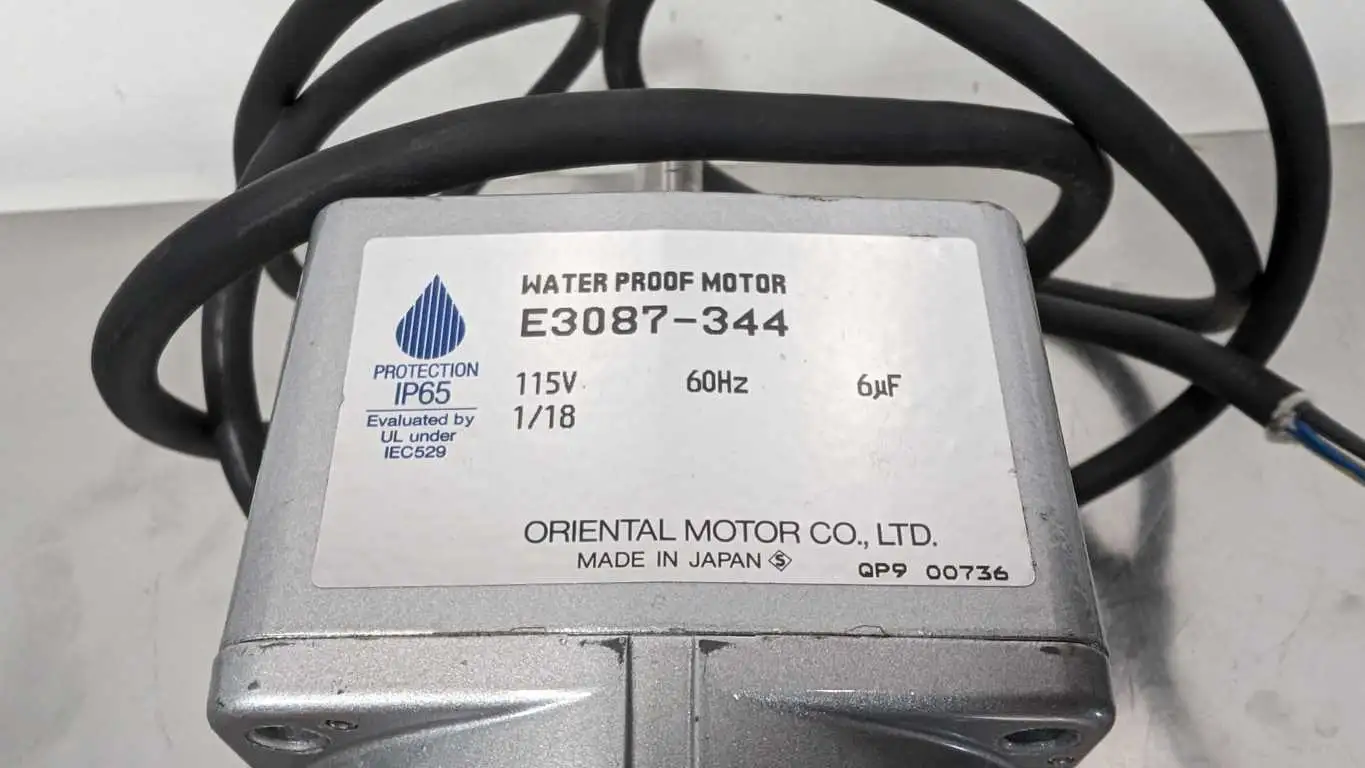 WATER PROOF MOTOR
E3087-344
PROTECTION
IP65
Evaluated by
UL under
IEC529
115V 60Hz 6µF
1/18
ORIENTAL MOTOR CO., LTD.
MADE IN JAPAN S
QP9 00736